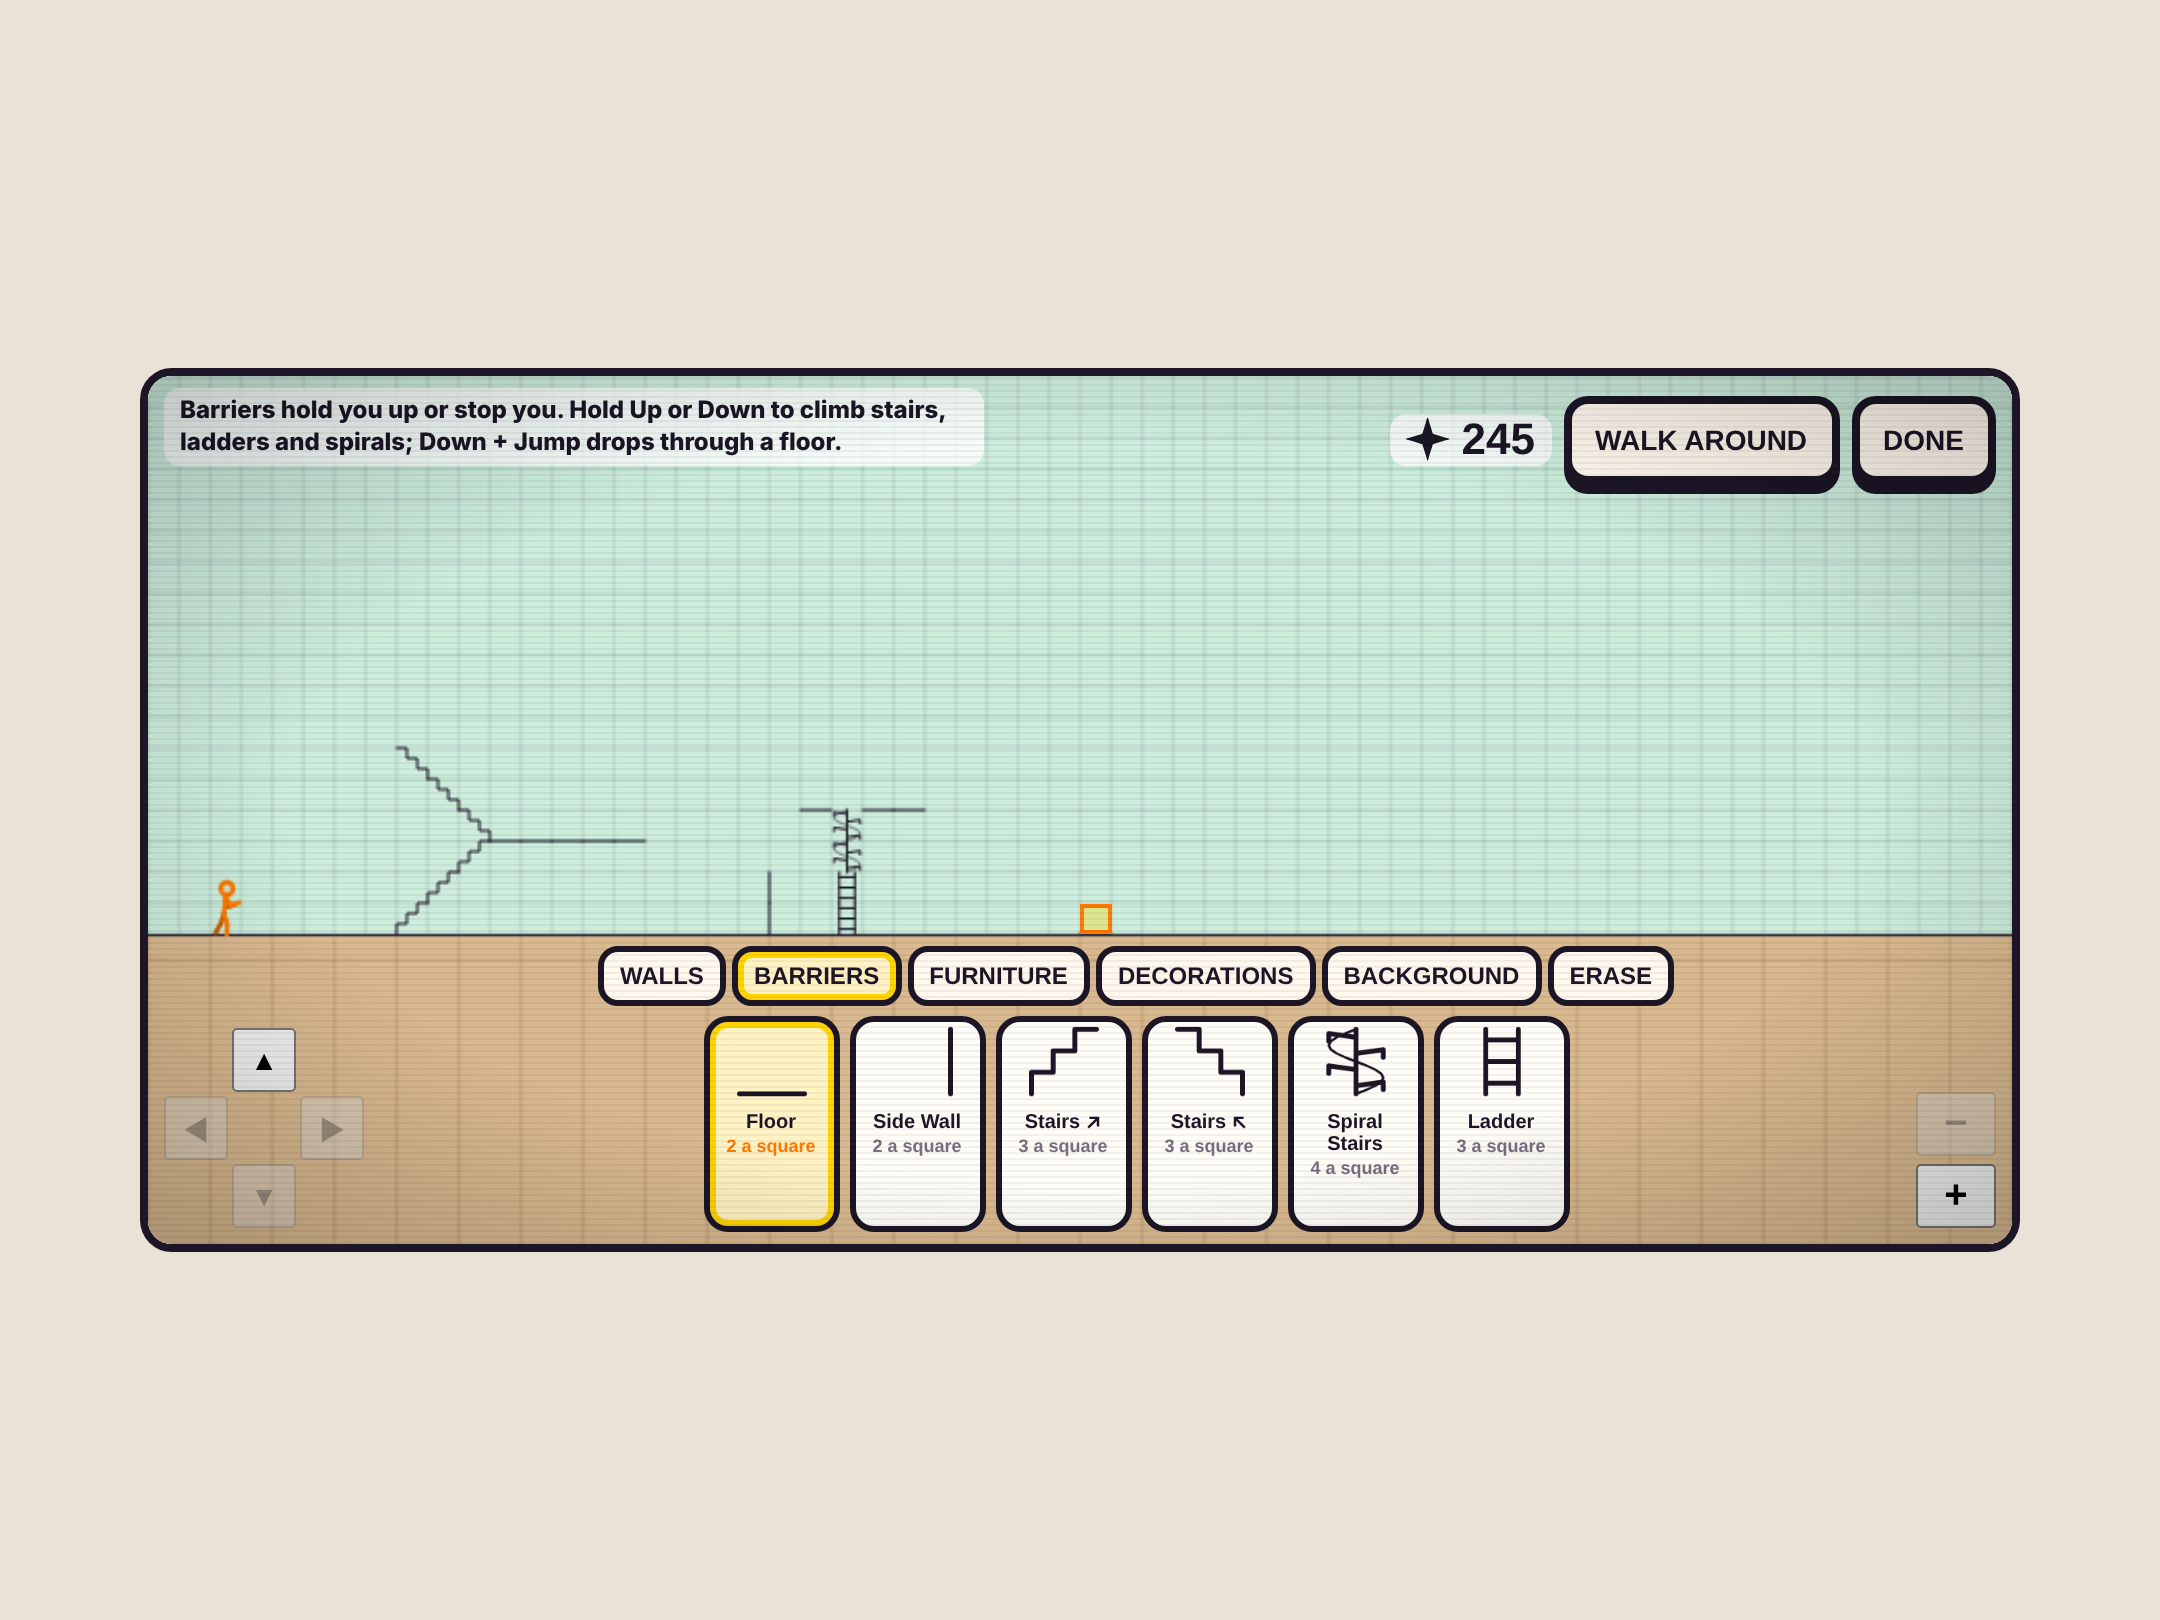 Barriers hold you up or stop you. Hold Up or Down to climb stairs,
ladders and spirals; Down + Jump drops through a floor.
245
WALK AROUND
DONE
WALLS
BARRIERS
FURNITURE
DECORATIONS
BACKGROUND
ERASE
Floor
2 a square
Side Wall
2 a square
Stairs ↗
3 a square
Stairs ↖
3 a square
Spiral
Stairs
4 a square
Ladder
3 a square